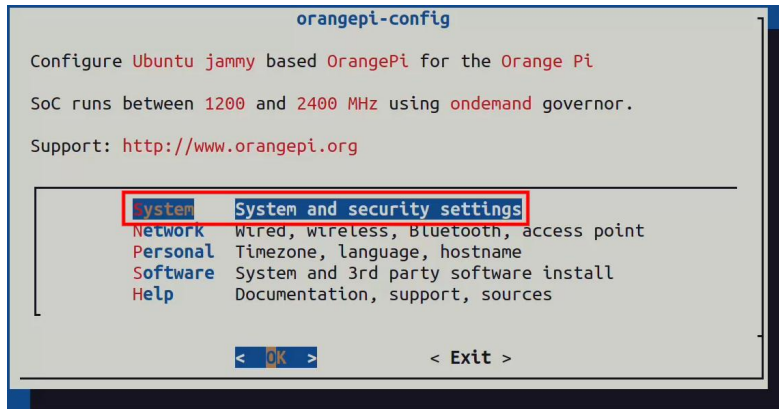 orangepi-config
Configure Ubuntu jammy based OrangePi for the Orange Pi
SoC runs between 1200 and 2400 MHz using ondemand governor.
Support: http://www.orangepi.org
System System and security settings
Network Wired, wireless, Bluetooth, access point
Personal Timezone, language, hostname
Software System and 3rd party software install
Help Documentation, support, sources
< OK > < Exit >